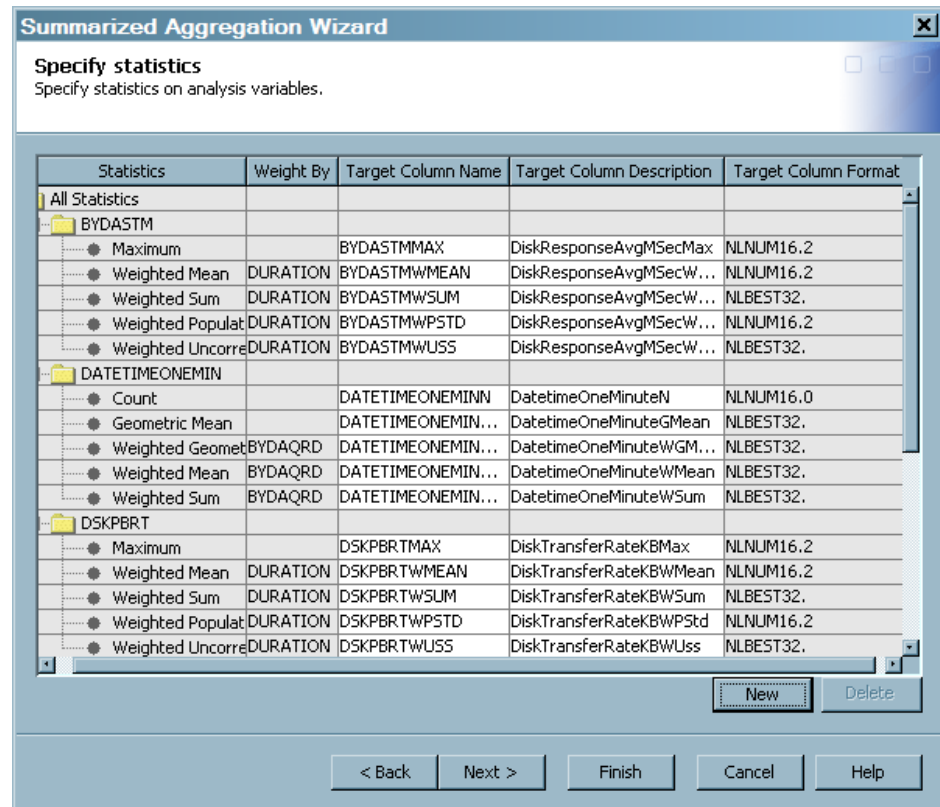 Summarized Aggregation Wizard
Specify statistics
Specify statistics on analysis variables.
Statistics Weight By Target Column Name Target Column Description Target Column Format
All Statistics
BYDASTM
Maximum BYDASTMMAX DiskResponseAvgMSecMax NLNUM16.2
Weighted Mean DURATION BYDASTMWMEAN DiskResponseAvgMSecW... NLNUM16.2
Weighted Sum DURATION BYDASTMWSUM DiskResponseAvgMSecW... NLBEST32.
Weighted Populat DURATION BYDASTMWPSTD DiskResponseAvgMSecW... NLNUM16.2
Weighted Uncorre DURATION BYDASTMWUSS DiskResponseAvgMSecW... NLBEST32.
DATETIMEONEMIN
Count DATETIMEONEMINN DatetimeOneMinuteN NLNUM16.0
Geometric Mean DATETIMEONEMIN... DatetimeOneMinuteGMean NLBEST32.
Weighted Geomet BYDAQRD DATETIMEONEMIN... DatetimeOneMinuteWGM... NLBEST32.
Weighted Mean BYDAQRD DATETIMEONEMIN... DatetimeOneMinuteWMean NLBEST32.
Weighted Sum BYDAQRD DATETIMEONEMIN... DatetimeOneMinuteWSum NLBEST32.
DSKPBRT
Maximum DSKPBRTMAX DiskTransferRateKBMax NLNUM16.2
Weighted Mean DURATION DSKPBRTWMEAN DiskTransferRateKBWMean NLNUM16.2
Weighted Sum DURATION DSKPBRTWSUM DiskTransferRateKBWSum NLBEST32.
Weighted Populat DURATION DSKPBRTWPSTD DiskTransferRateKBWPStd NLNUM16.2
Weighted Uncorre DURATION DSKPBRTWUSS DiskTransferRateKBWUss NLBEST32.
New Delete
< Back Next > Finish Cancel Help